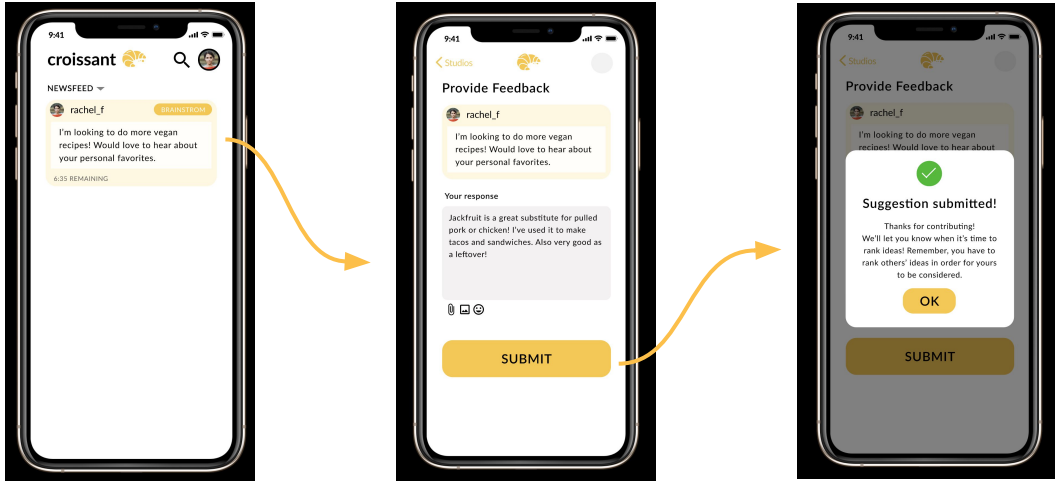 9:41
croissant
NEWSFEED
rachel_f
BRAINSTROM
I'm looking to do more vegan
recipes! Would love to hear about
your personal favorites.
6:35 REMAINING
9:41
Studios
Provide Feedback
rachel_f
I'm looking to do more vegan
recipes! Would love to hear about
your personal favorites.
Your response
Jackfruit is a great substitute for pulled
pork or chicken! I've used it to make
tacos and sandwiches. Also very good as
a leftover!
SUBMIT
9:41
Studios
Provide Feedback
rachel_f
I'm looking to do more vegan
recipes! Would love to hear about
Suggestion submitted!
Thanks for contributing!
We'll let you know when it's time to
rank ideas! Remember, you have to
rank others' ideas in order for yours
to be considered.
OK
SUBMIT